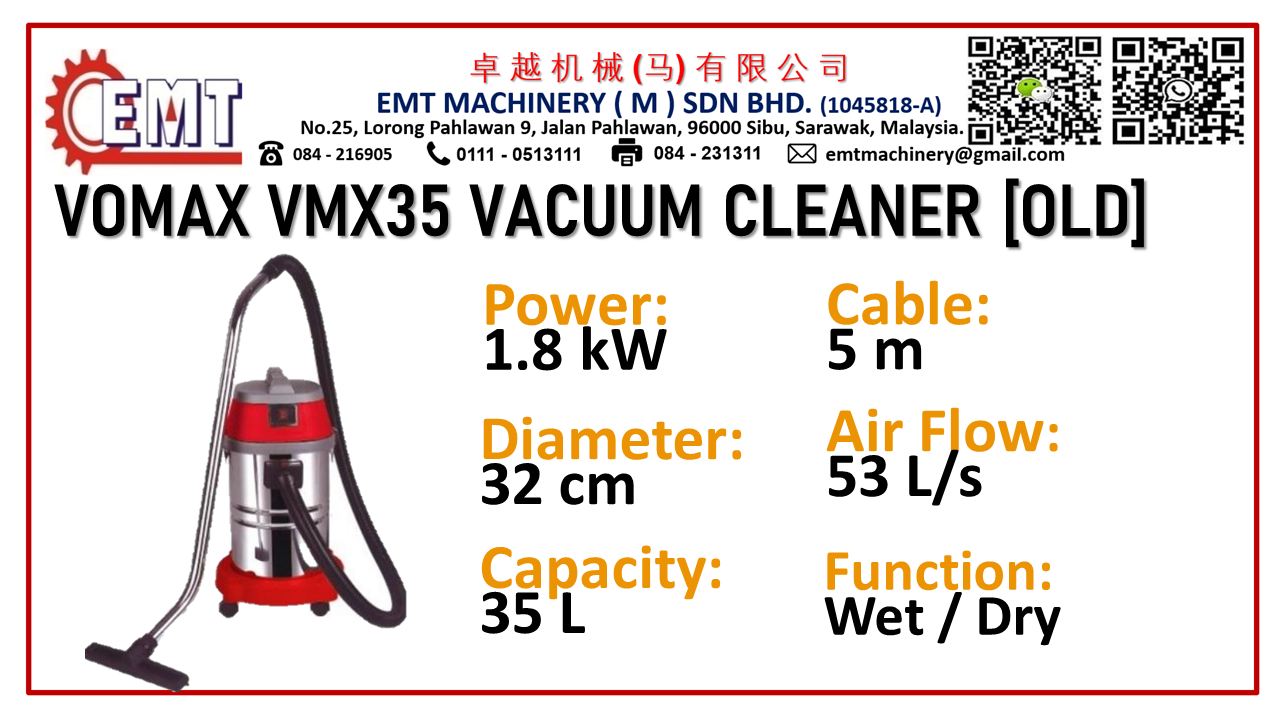 EMT
卓越机械(马)有限公司
EMT MACHINERY ( M ) SDN BHD. (1045818-A)
No.25, Lorong Pahlawan 9, Jalan Pahlawan, 96000 Sibu, Sarawak, Malaysia.
084 - 216905 0111 - 0513111 084 - 231311 emtmachinery@gmail.com
VOMAX VMX35 VACUUM CLEANER [OLD]
Power:
1.8 kW
Diameter:
32 cm
Capacity:
35 L
Cable:
5 m
Air Flow:
53 L/s
Function:
Wet / Dry